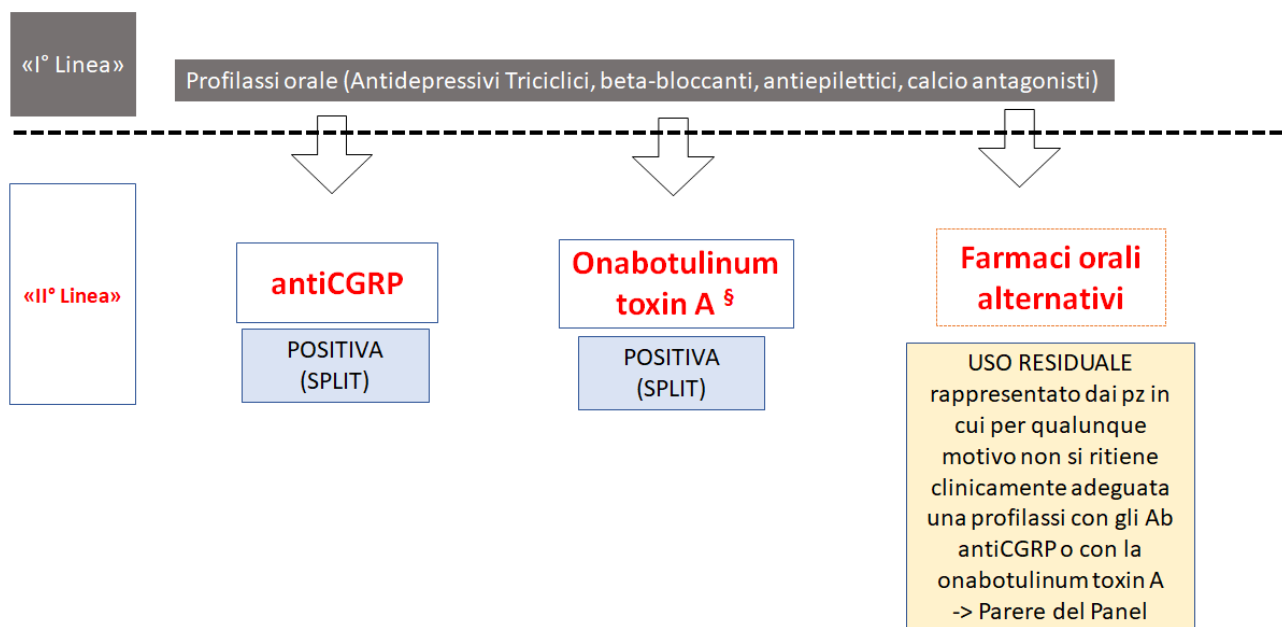 «I° Linea»
Profilassi orale (Antidepressivi Triciclici, beta-bloccanti, antiepilettici, calcio antagonisti)
«II° Linea»
antiCGRP
POSITIVA
(SPLIT)
Onabotulinum
toxin A §
POSITIVA
(SPLIT)
Farmaci orali
alternativi
USO RESIDUALE
rappresentato dai pz in
cui per qualunque
motivo non si ritiene
clinicamente adeguata
una profilassi con gli Ab
antiCGRP o con la
onabotulinum toxin A
-> Parere del Panel